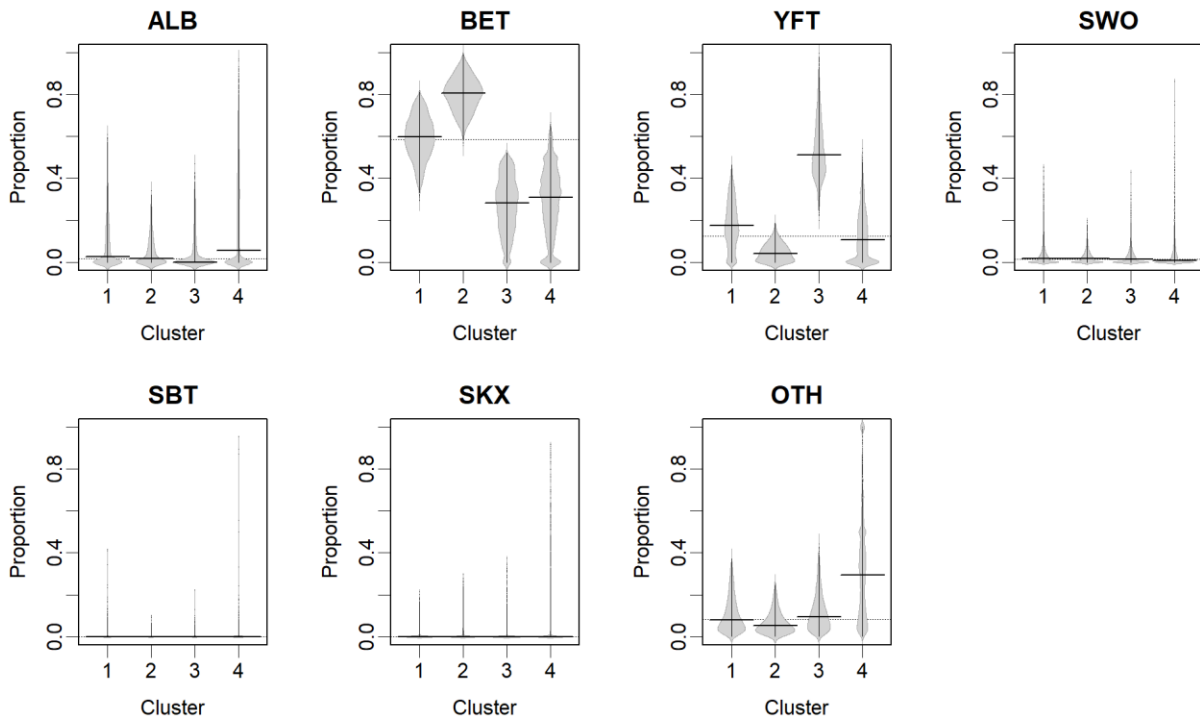 ALB BET YFT SWO
Proportion 0.0 0.4 0.8 Proportion 0.0 0.4 0.8 Proportion 0.0 0.4 0.8 Proportion 0.0 0.4 0.8
1 2 3 4 1 2 3 4 1 2 3 4 1 2 3 4
Cluster Cluster Cluster Cluster
SBT SKX OTH
Proportion 0.0 0.4 0.8 Proportion 0.0 0.4 0.8 Proportion 0.0 0.4 0.8
1 2 3 4 1 2 3 4 1 2 3 4
Cluster Cluster Cluster